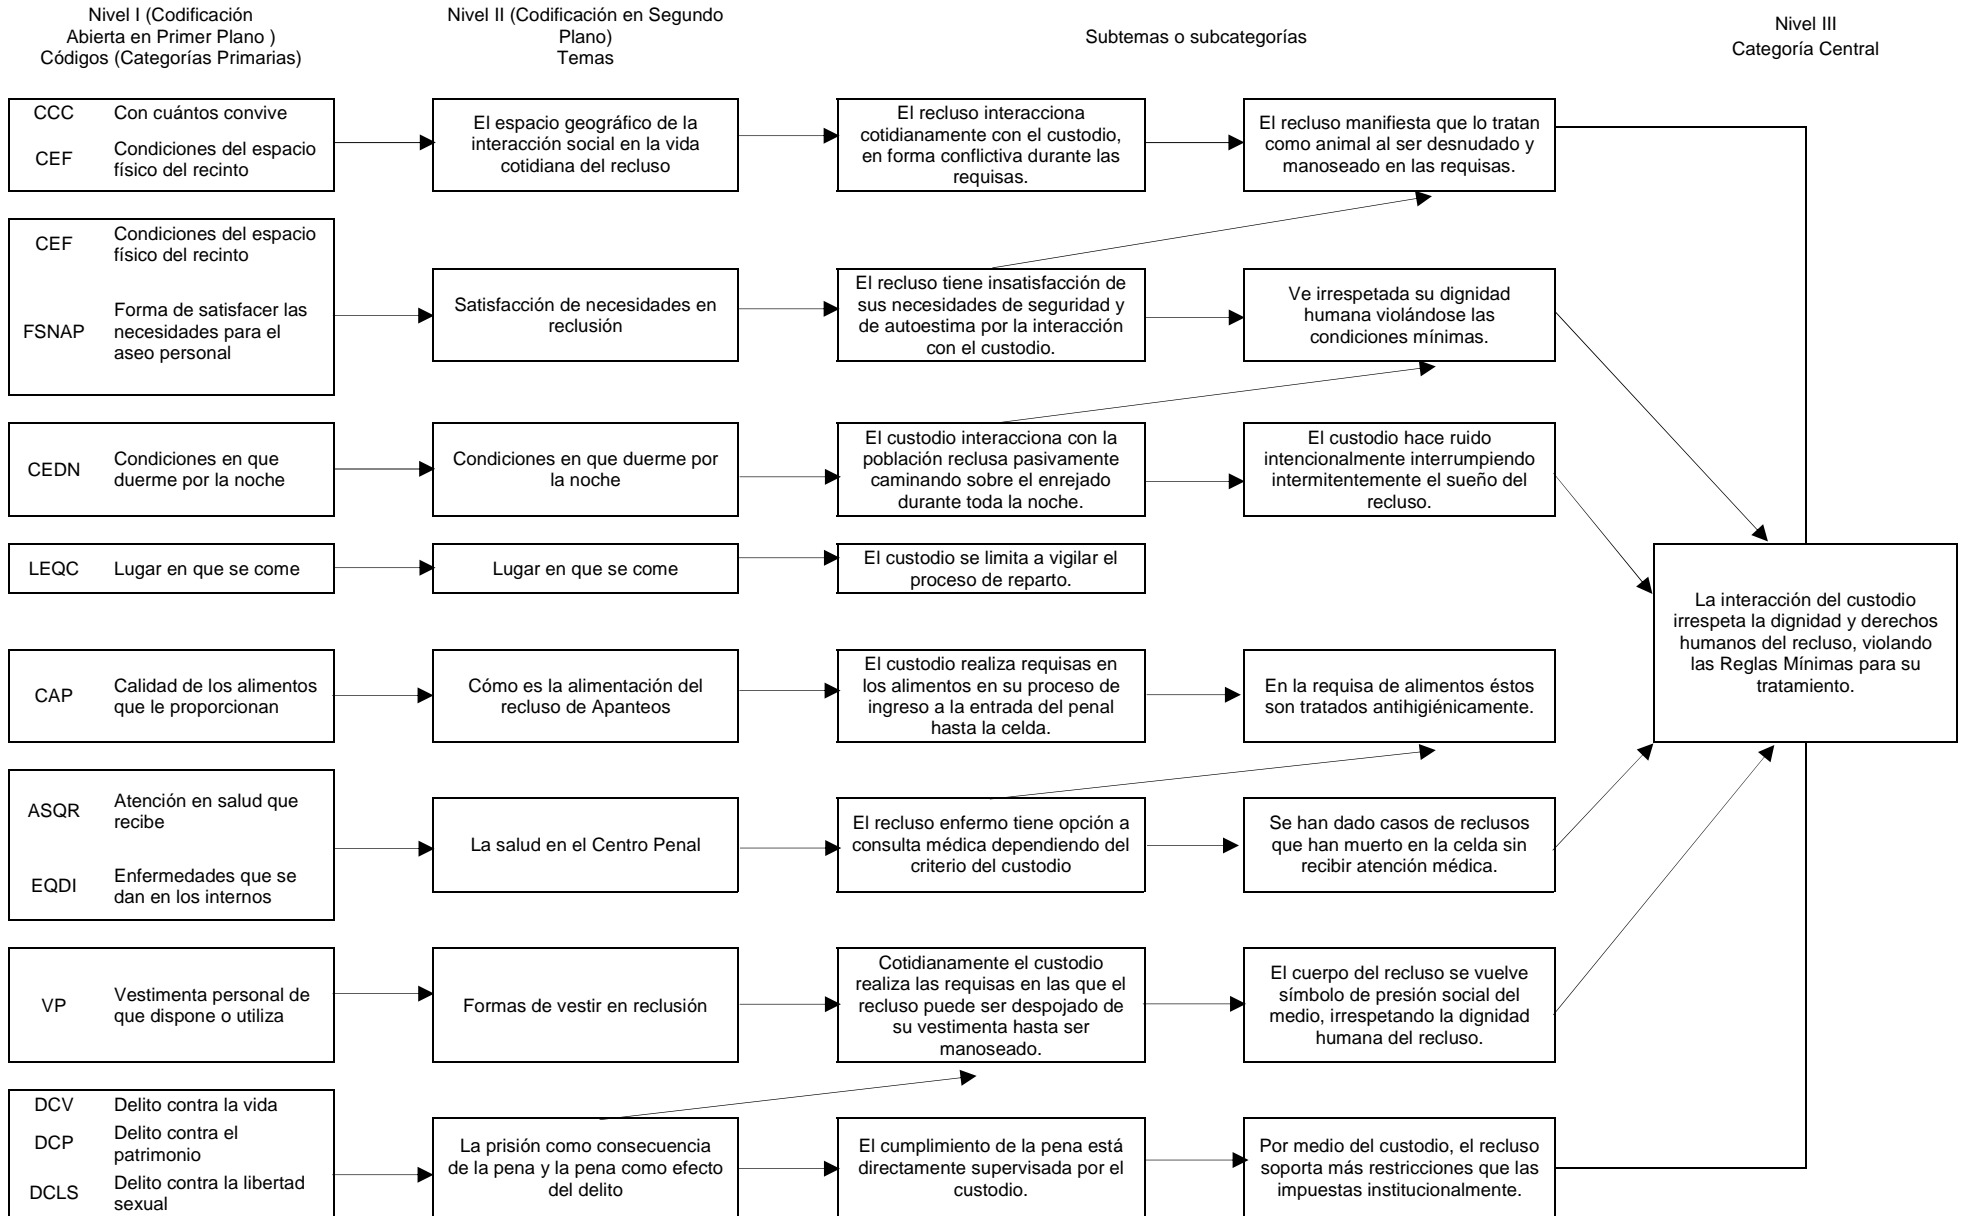 Nivel I (Codificación
Abierta en Primer Plano )
Códigos (Categorías Primarias)
Nivel II (Codificación en Segundo
Plano)
Temas
Subtemas o subcategorías
Nivel III
Categoría Central
CCC Con cuántos convive
CEF Condiciones del espacio
físico del recinto
El espacio geográfico de la
interacción social en la vida
cotidiana del recluso
El recluso interacciona
cotidianamente con el custodio,
en forma conflictiva durante las
requisas.
El recluso manifiesta que lo tratan
como animal al ser desnudado y
manoseado en las requisas.
CEF Condiciones del espacio
físico del recinto
FSNAP Forma de satisfacer las
necesidades para el
aseo personal
Satisfacción de necesidades en
reclusión
El recluso tiene insatisfacción de
sus necesidades de seguridad y
de autoestima por la interacción
con el custodio.
Ve irrespetada su dignidad
humana violándose las
condiciones mínimas.
CEDN Condiciones en que
duerme por la noche
Condiciones en que duerme por
la noche
El custodio interacciona con la
población reclusa pasivamente
caminando sobre el enrejado
durante toda la noche.
El custodio hace ruido
intencionalmente interrumpiendo
intermitentemente el sueño del
recluso.
LEQC Lugar en que se come
Lugar en que se come
El custodio se limita a vigilar el
proceso de reparto.
La interacción del custodio
irrespeta la dignidad y derechos
humanos del recluso, violando
las Reglas Mínimas para su
tratamiento.
CAP Calidad de los alimentos
que le proporcionan
Cómo es la alimentación del
recluso de Apanteos
El custodio realiza requisas en
los alimentos en su proceso de
ingreso a la entrada del penal
hasta la celda.
En la requisa de alimentos éstos
son tratados antihigiénicamente.
ASQR Atención en salud que
recibe
EQDI Enfermedades que se
dan en los internos
La salud en el Centro Penal
El recluso enfermo tiene opción a
consulta médica dependiendo del
criterio del custodio
Se han dado casos de reclusos
que han muerto en la celda sin
recibir atención médica.
VP Vestimenta personal de
que dispone o utiliza
Formas de vestir en reclusión
Cotidianamente el custodio
realiza las requisas en las que el
recluso puede ser despojado de
su vestimenta hasta ser
manoseado.
El cuerpo del recluso se vuelve
símbolo de presión social del
medio, irrespetando la dignidad
humana del recluso.
DCV Delito contra la vida
DCP Delito contra el
patrimonio
DCLS Delito contra la libertad
sexual
La prisión como consecuencia
de la pena y la pena como efecto
del delito
El cumplimiento de la pena está
directamente supervisada por el
custodio.
Por medio del custodio, el recluso
soporta más restricciones que las
impuestas institucionalmente.